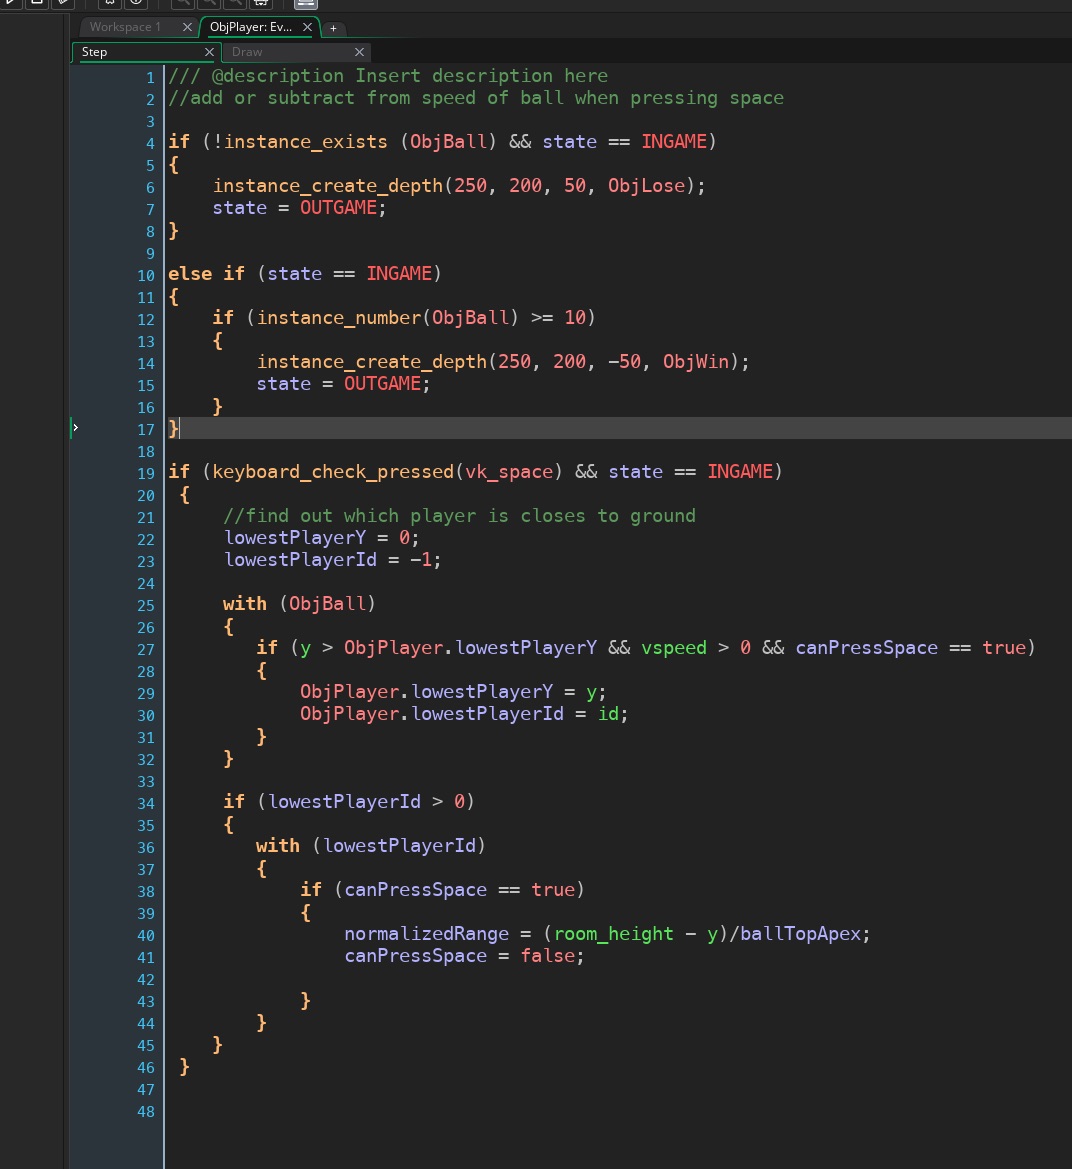 Workspace 1 ObjPlayer: Ev... +
Step Draw
1 /// @description Insert description here
2 //add or subtract from speed of ball when pressing space
3
4 if (!instance_exists (ObjBall) && state == INGAME)
5 {
6     instance_create_depth(250, 200, 50, ObjLose);
7     state = OUTGAME;
8 }
9
10 else if (state == INGAME)
11 {
12     if (instance_number(ObjBall) >= 10)
13     {
14         instance_create_depth(250, 200, -50, ObjWin);
15         state = OUTGAME;
16     }
17 }
18
19 if (keyboard_check_pressed(vk_space) && state == INGAME)
20  {
21      //find out which player is closes to ground
22      lowestPlayerY = 0;
23      lowestPlayerId = -1;
24
25      with (ObjBall)
26      {
27         if (y > ObjPlayer.lowestPlayerY && vspeed > 0 && canPressSpace == true)
28         {
29             ObjPlayer.lowestPlayerY = y;
30             ObjPlayer.lowestPlayerId = id;
31         }
32      }
33
34      if (lowestPlayerId > 0)
35      {
36         with (lowestPlayerId)
37         {
38             if (canPressSpace == true)
39             {
40                 normalizedRange = (room_height - y)/ballTopApex;
41                 canPressSpace = false;
42
43             }
44         }
45     }
46  }
47
48